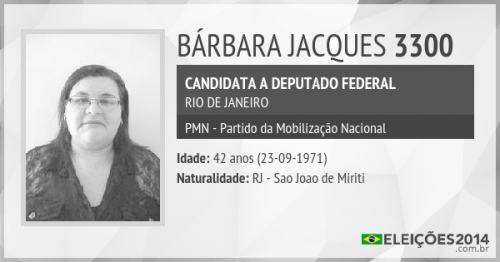 BÁRBARA JACQUES 3300
CANDIDATA A DEPUTADO FEDERAL
RIO DE JANEIRO
PMN - Partido da Mobilização Nacional
Idade: 42 anos (23-09-1971)
Naturalidade: RJ - Sao Joao de Miriti
ELEIÇÕES2014
.com.br